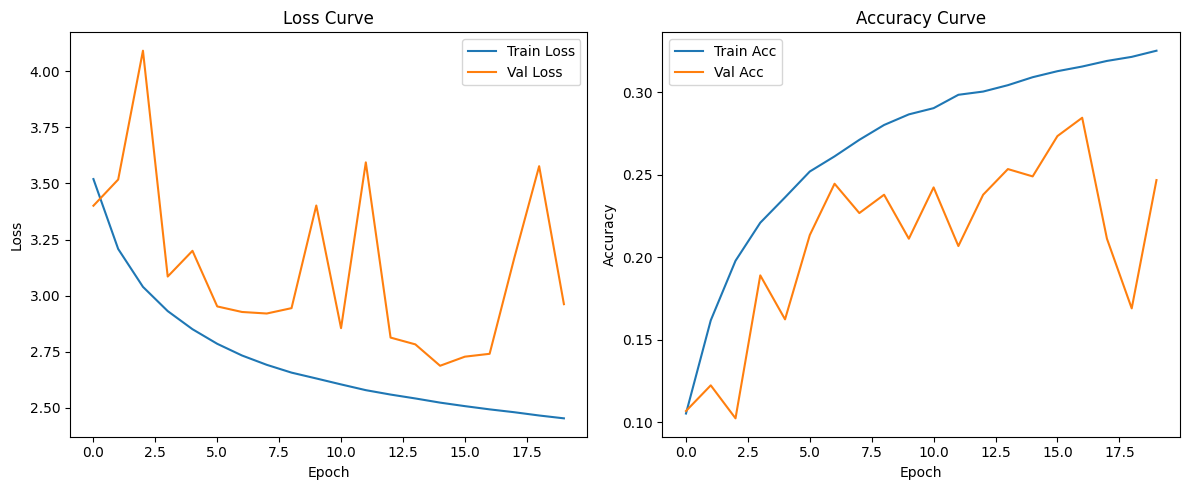 Loss Curve
Train Loss
Val Loss
Loss
4.00
3.75
3.50
3.25
3.00
2.75
2.50
0.0 2.5 5.0 7.5 10.0 12.5 15.0 17.5
Epoch
Accuracy Curve
Train Acc
Val Acc
Accuracy
0.30
0.25
0.20
0.15
0.10
0.0 2.5 5.0 7.5 10.0 12.5 15.0 17.5
Epoch